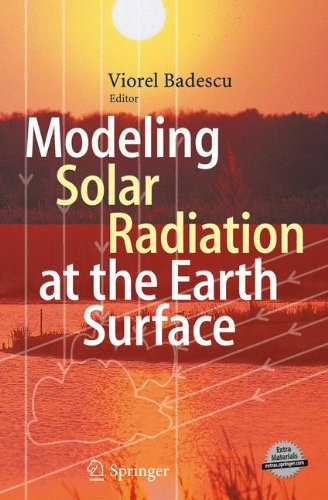 Viorel Badescu
Editor
Modeling
Solar
Radiation
at the Earth
Surface
Extra
Materials
extras.springer.com
Springer